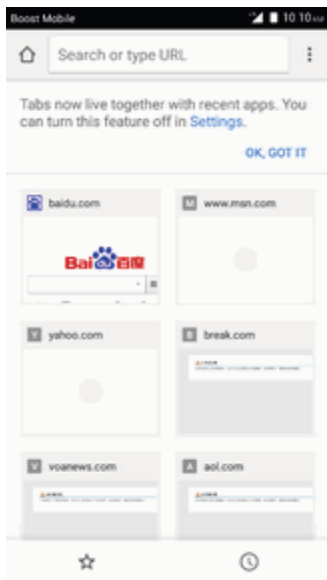 Boost Mobile 10:10
Search or type URL
Tabs now live together with recent apps. You
can turn this feature off in Settings.
OK, GOT IT
baidu.com
M www.msn.com
Bai百度
Y yahoo.com
B break.com
V voanews.com
A aol.com